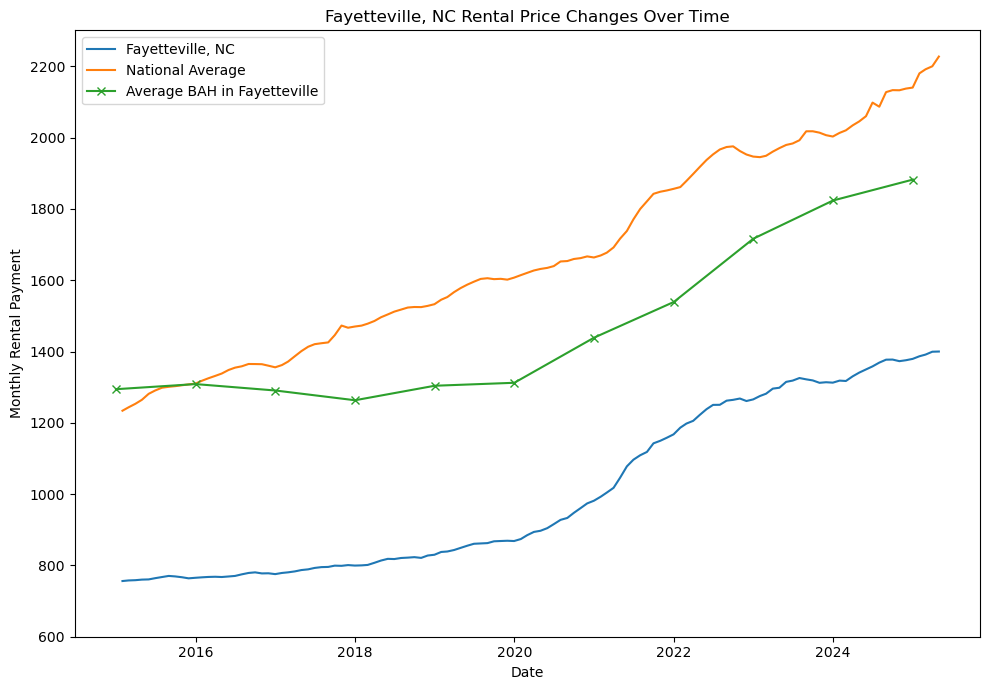 Fayetteville, NC Rental Price Changes Over Time
Fayetteville, NC
National Average
Average BAH in Fayetteville
Monthly Rental Payment
2200
2000
1800
1600
1400
1200
1000
800
600
2016 2018 2020 2022 2024
Date